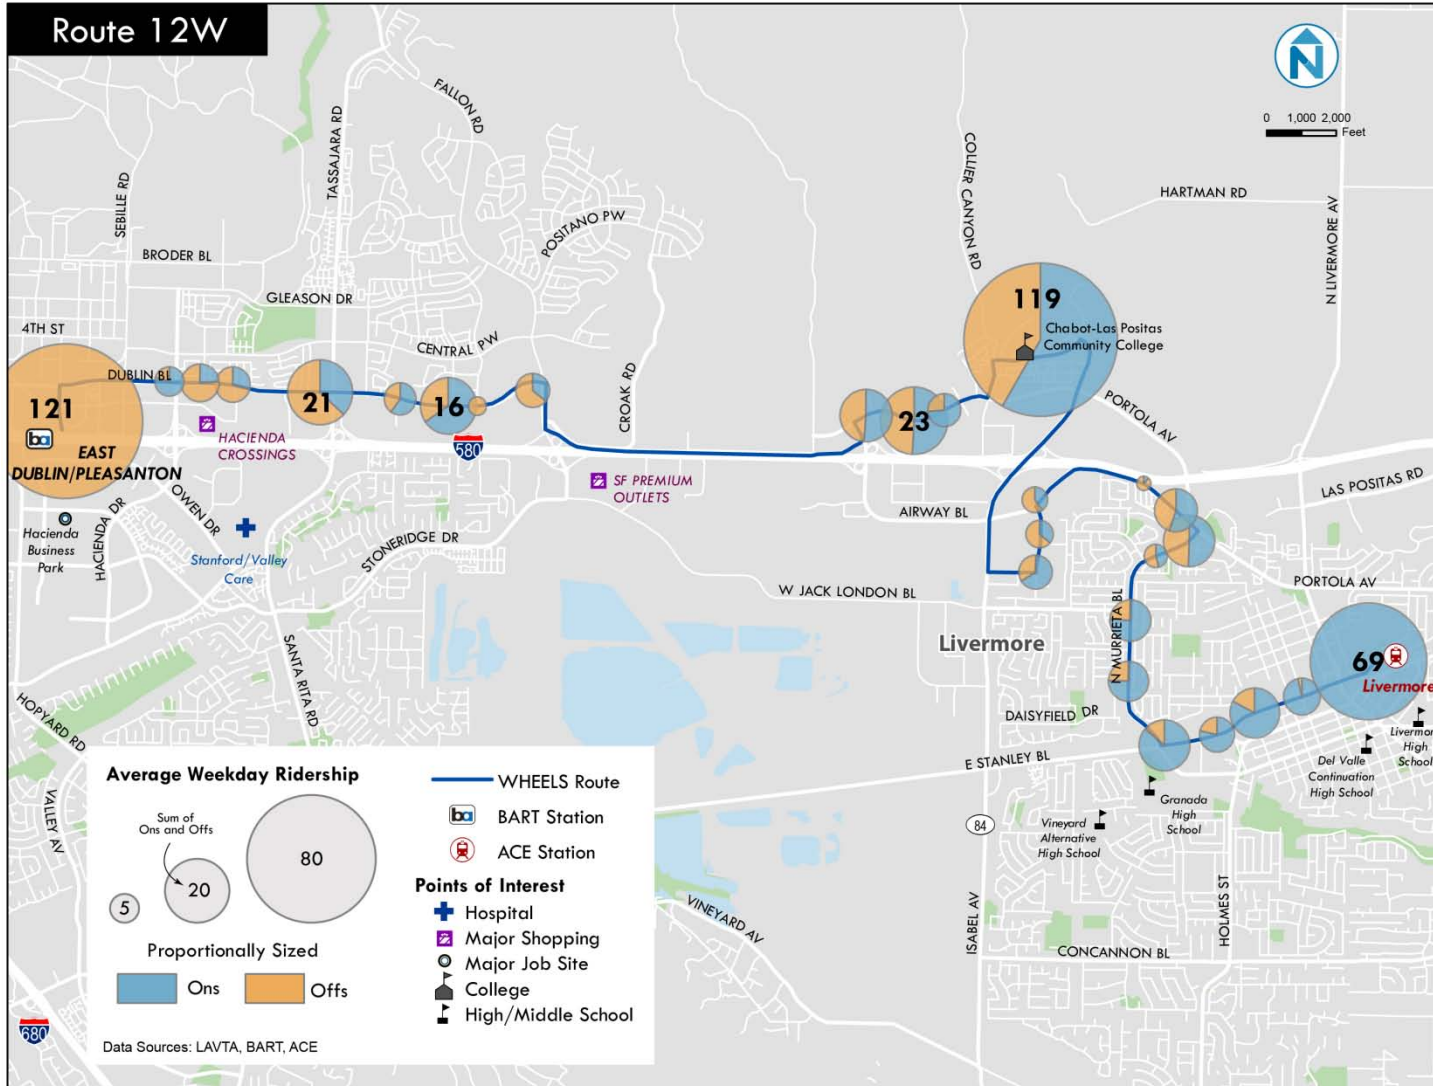 Route 12W
0 1,000 2,000
Feet
N
FALLON RD
TASSAJARA RD
SEBILLE RD
COLLIER CANYON RD
HARTMAN RD
N LIVERMORE AV
POSITANO PW
BRODER BL
GLEASON DR
4TH ST
CENTRAL PW
CROAK RD
DUBLIN BL
119
Chabot-Las Positas
Community College
121
21
16
23
PORTOLA AV
EAST
DUBLIN/PLEASANTON
HACIENDA
CROSSINGS
580
SF PREMIUM
OUTLETS
LAS POSITAS RD
OWEN DR
HACIENDA DR
AIRWAY BL
Hacienda
Business
Park
Stanford/Valley
Care
STONERIDGE DR
W JACK LONDON BL
PORTOLA AV
N MURRIETA BL
Livermore
69
Livermore
SANTA RITA RD
HOPYARD RD
DAISYFIELD DR
E STANLEY BL
Livermor
High
School
Del Valle
Continuation
High School
Granada
High
School
Vineyard
Alternative
High School
84
VALLEY AV
VINEYARD AV
ISABEL AV
HOLMES ST
CONCANNON BL
680
Average Weekday Ridership
Sum of
Ons and Offs
5
20
80
Proportionally Sized
Ons
Offs
WHEELS Route
ba
BART Station
ACE Station
Points of Interest
Hospital
Major Shopping
Major Job Site
College
High/Middle School
Data Sources: LAVTA, BART, ACE